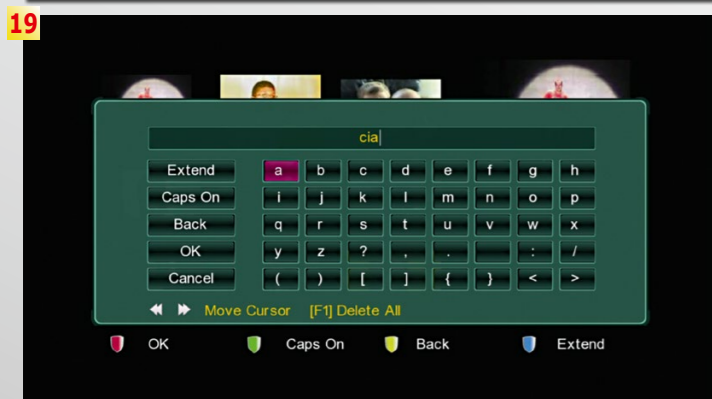 19
cia
Extend a b c d e f g h
Caps On i j k l m n o p
Back q r s t u v w x
OK y z ? , . : /
Cancel ( ) [ ] { } < >
Move Cursor [F1] Delete All
OK Caps On Back Extend